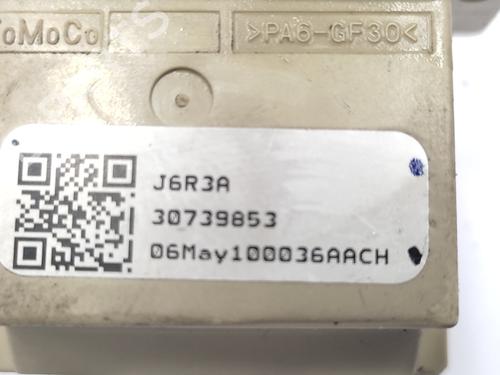 oMoCo
>PA6-GF30<
J6R3A
30739853
06May100036AACH